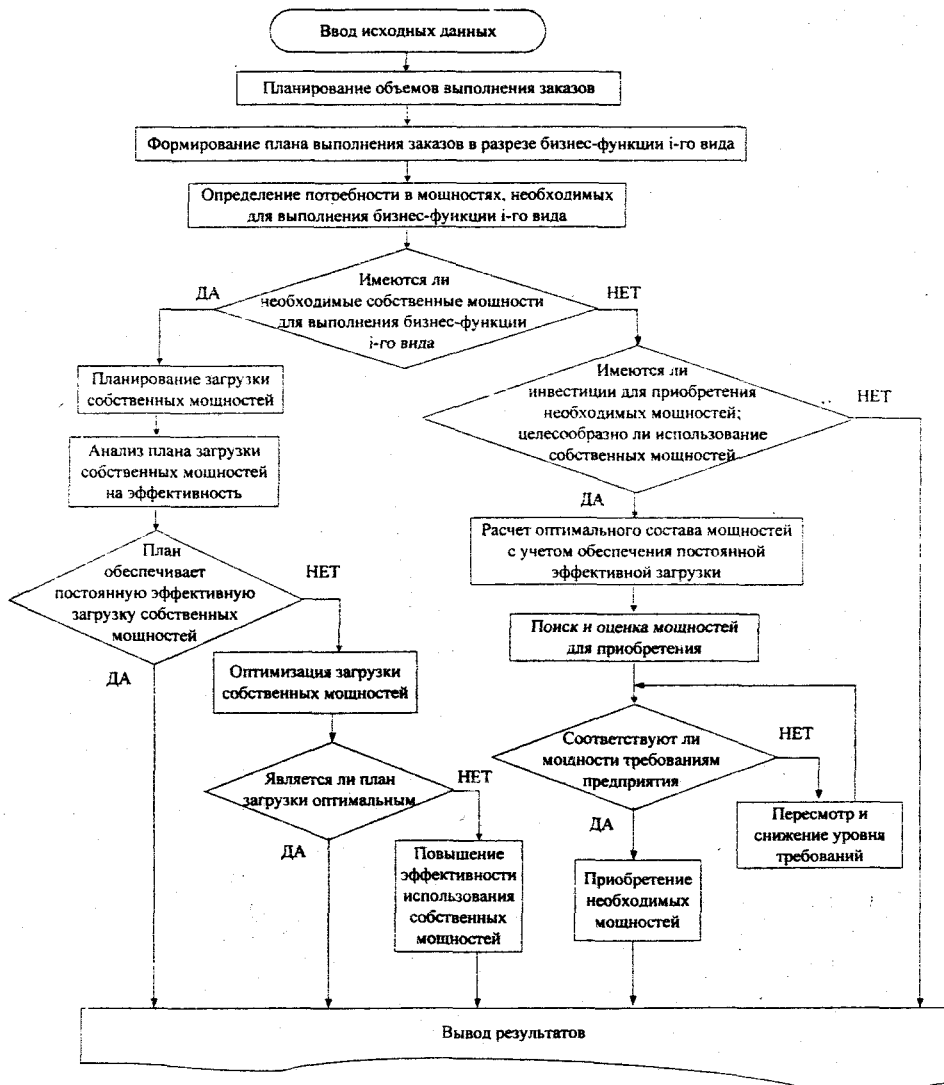 Ввод исходных данных
Планирование объемов выполнения заказов
Формирование плана выполнения заказов в разрезе бизнес-функции i-го вида
Определение потребности в мощностях, необходимых
для выполнения бизнес-функции i-го вида
Имеются ли
необходимые собственные мощности
для выполнения бизнес-функции
i-го вида
ДА
НЕТ
Планирование загрузки
собственных мощностей
Анализ плана загрузки
собственных мощностей
на эффективность
План
обеспечивает
постоянную эффективную
загрузку собственных
мощностей
НЕТ
ДА
Оптимизация загрузки
собственных мощностей
Является ли план
загрузки оптимальным
НЕТ
ДА
Повышение
эффективности
использования
собственных
мощностей
Имеются ли
инвестиции для приобретения
необходимых мощностей;
целесообразно ли использование
собственных мощностей
НЕТ
ДА
Расчет оптимального состава мощностей
с учетом обеспечения постоянной
эффективной загрузки
Поиск и оценка мощностей
для приобретения
Соответствуют ли
мощности требованиям
предприятия
НЕТ
ДА
Пересмотр и
снижение уровня
требований
Приобретение
необходимых
мощностей
Вывод результатов